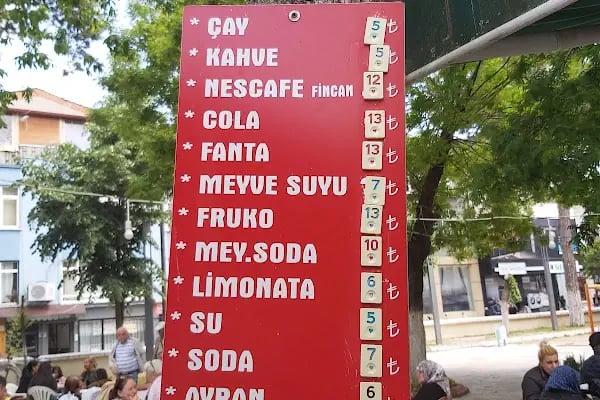 * ÇAY 5 ₺
* KAHVE 5 ₺
* NESCAFE FİNCAN 12 ₺
* COLA 13 ₺
* FANTA 13 ₺
* MEYVE SUYU 7 ₺
* FRUKO 13 ₺
* MEY.SODA 10 ₺
* LİMONATA 6 ₺
* SU 5 ₺
* SODA 7 ₺
* AYRAN 6 ₺